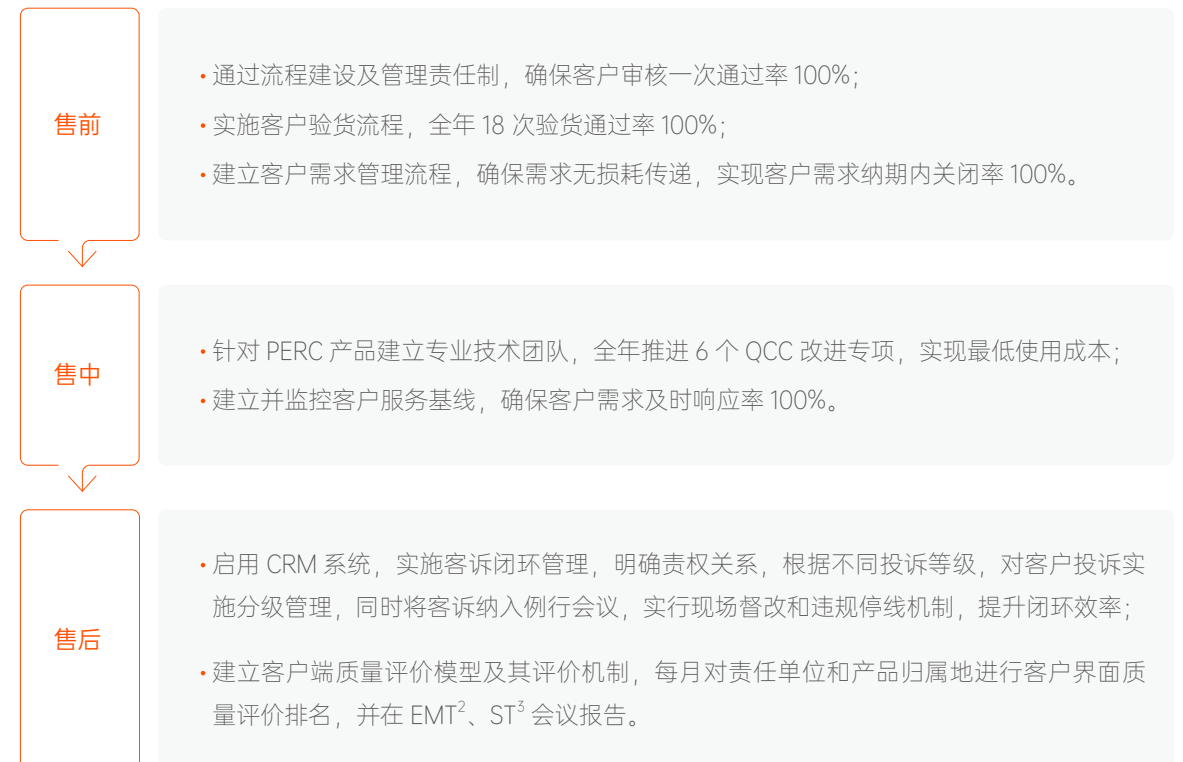 售前
• 通过流程建设及管理责任制，确保客户审核一次通过率 100%；
• 实施客户验货流程，全年 18 次验货通过率 100%；
• 建立客户需求管理流程，确保需求无损耗传递，实现客户需求纳期内关闭率 100%。
售中
• 针对 PERC 产品建立专业技术团队，全年推进 6 个 QCC 改进专项，实现最低使用成本；
• 建立并监控客户服务基线，确保客户需求及时响应率 100%。
售后
• 启用 CRM 系统，实施客诉闭环管理，明确责权关系，根据不同投诉等级，对客户投诉实
施分级管理，同时将客诉纳入例行会议，实行现场督改和违规停线机制，提升闭环效率；
• 建立客户端质量评价模型及其评价机制，每月对责任单位和产品归属地进行客户界面质
量评价排名，并在 EMT²、ST³ 会议报告。